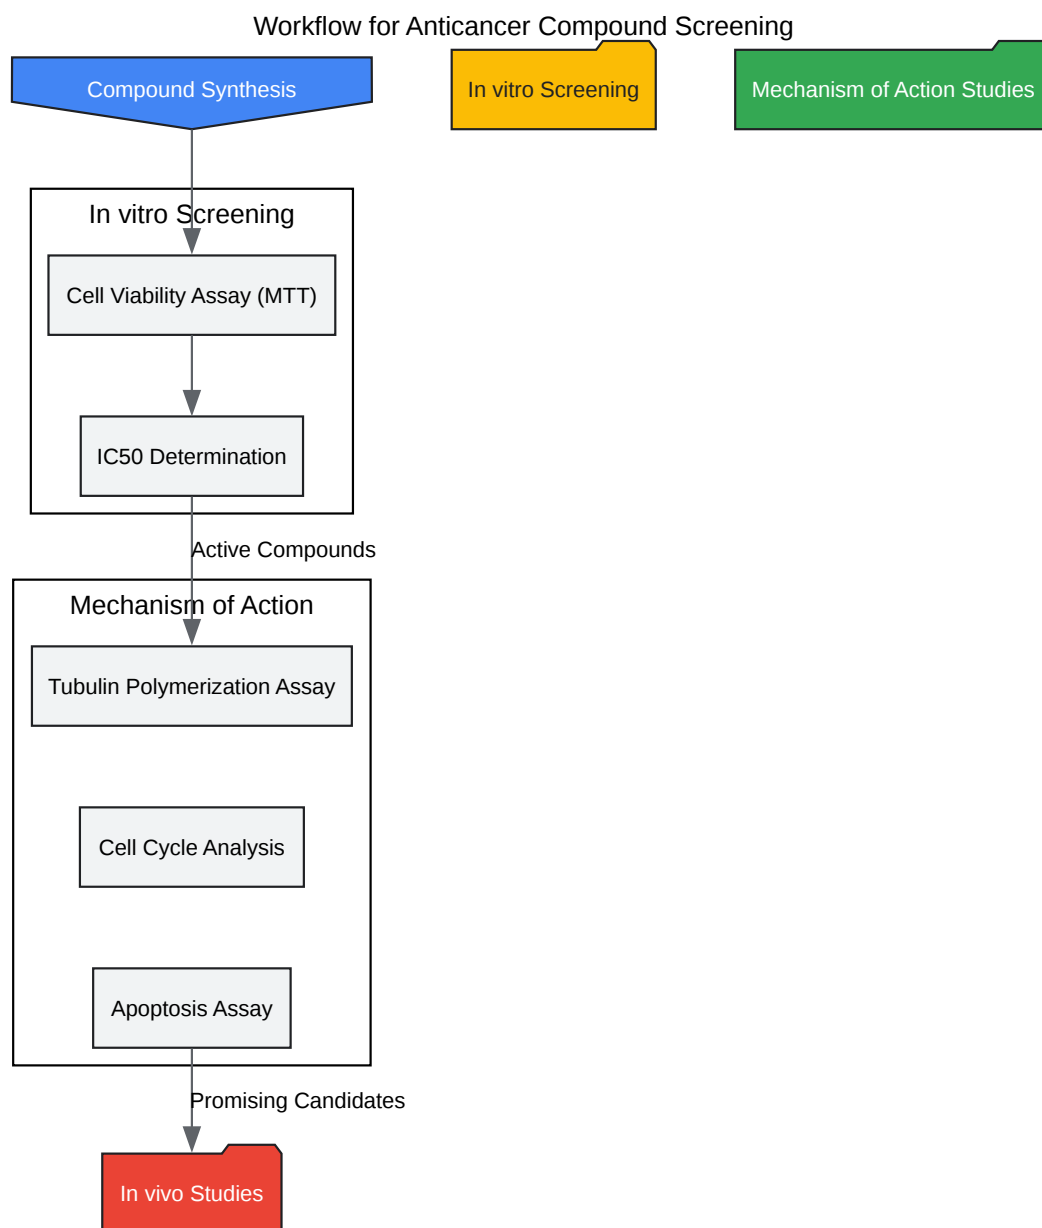 Workflow for Anticancer Compound Screening
Compound Synthesis
In vitro Screening
Mechanism of Action Studies
In vitro Screening
Cell Viability Assay (MTT)
IC50 Determination
Active Compounds
Mechanism of Action
Tubulin Polymerization Assay
Cell Cycle Analysis
Apoptosis Assay
Promising Candidates
In vivo Studies